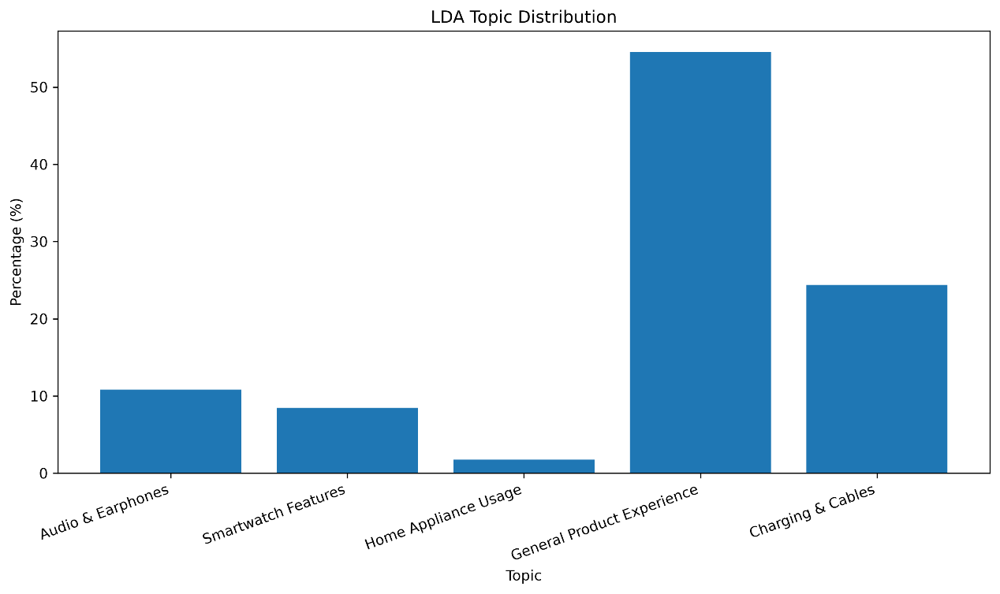 LDA Topic Distribution
Percentage (%)
50
40
30
20
10
0
Audio & Earphones
Smartwatch Features
Home Appliance Usage
General Product Experience
Charging & Cables
Topic